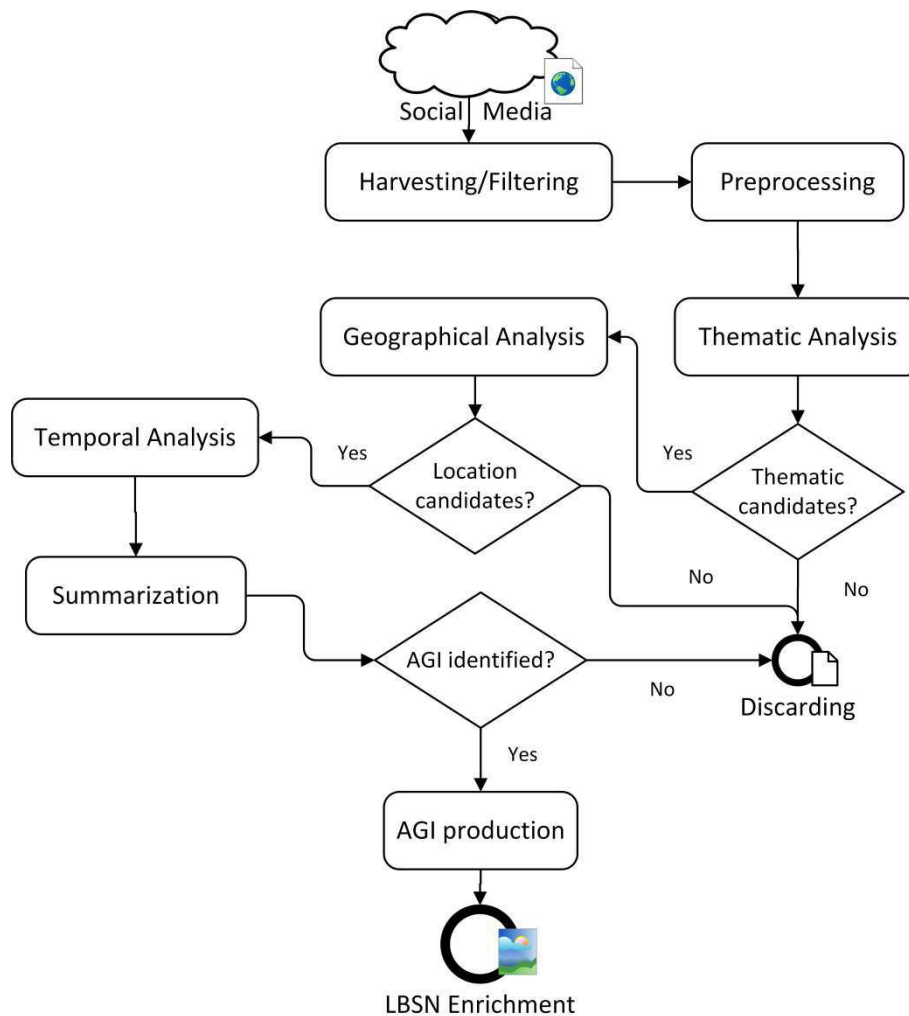 Social Media
Harvesting/Filtering
Preprocessing
Geographical Analysis
Thematic Analysis
Temporal Analysis
Yes
Location
candidates?
Yes
Thematic
candidates?
No
No
Summarization
AGI identified?
No
Discarding
Yes
AGI production
LBSN Enrichment